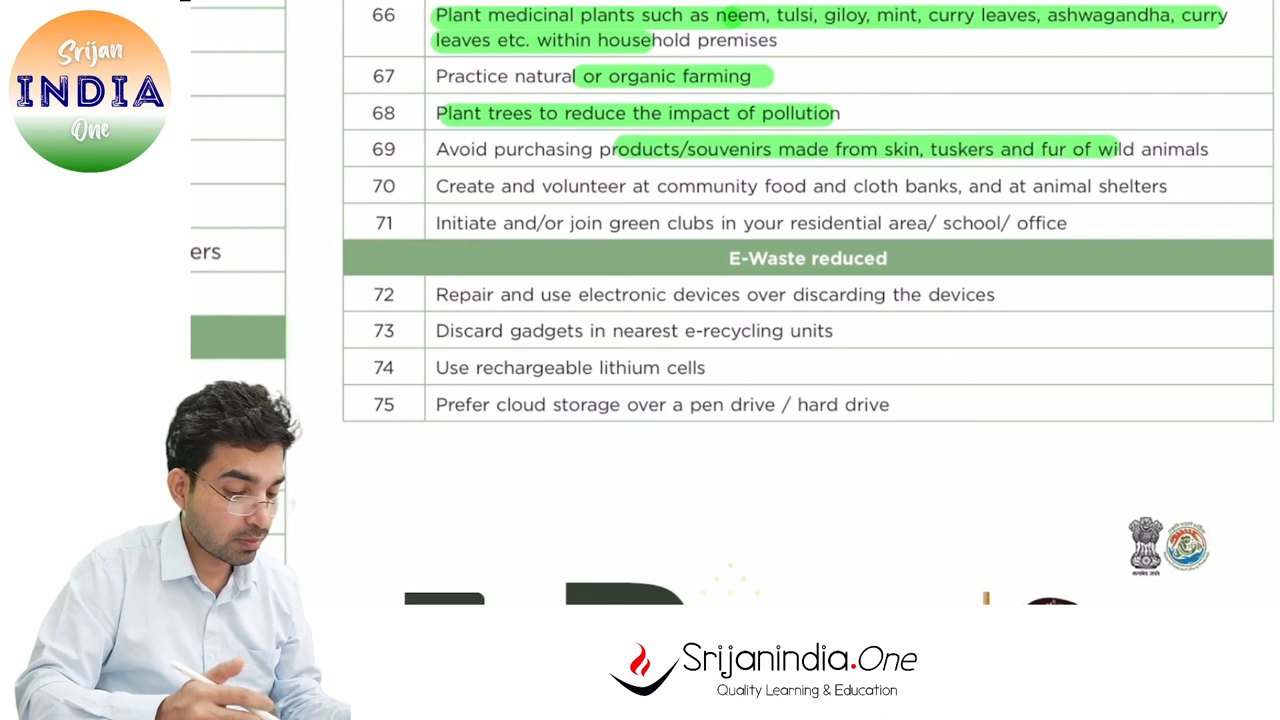 Srijan
INDIA
One
ers
66 Plant medicinal plants such as neem, tulsi, giloy, mint, curry leaves, ashwagandha, curry
leaves etc. within household premises
67 Practice natural or organic farming
68 Plant trees to reduce the impact of pollution
69 Avoid purchasing products/souvenirs made from skin, tuskers and fur of wild animals
70 Create and volunteer at community food and cloth banks, and at animal shelters
71 Initiate and/or join green clubs in your residential area/ school/ office
E-Waste reduced
72 Repair and use electronic devices over discarding the devices
73 Discard gadgets in nearest e-recycling units
74 Use rechargeable lithium cells
75 Prefer cloud storage over a pen drive / hard drive
Srijanindia.One
Quality Learning & Education